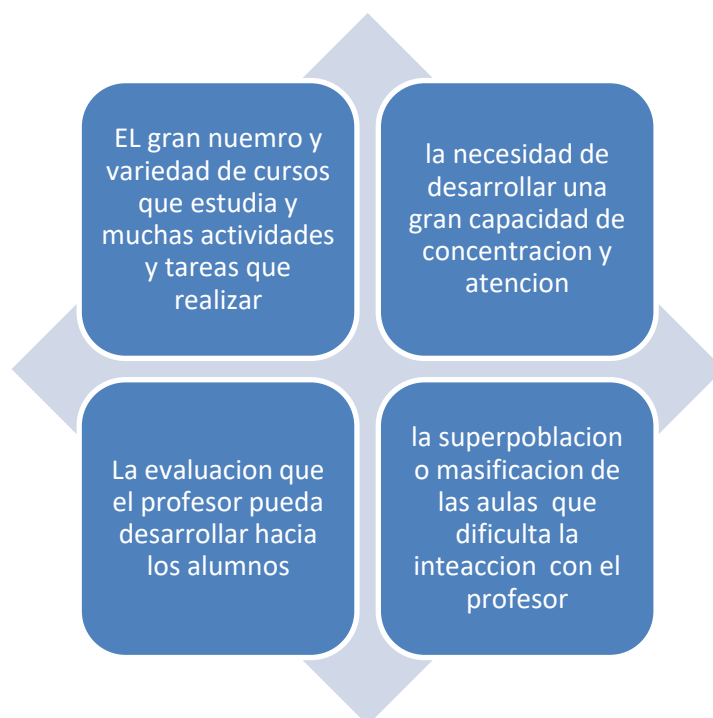 EL gran nuemro y
variedad de cursos
que estudia y
muchas actividades
y tareas que
realizar
la necesidad de
desarrollar una
gran capacidad de
concentracion y
atencion
La evaluacion que
el profesor pueda
desarrollar hacia
los alumnos
la superpoblacion
o masificacion de
las aulas que
dificulta la
inteaccion con el
profesor